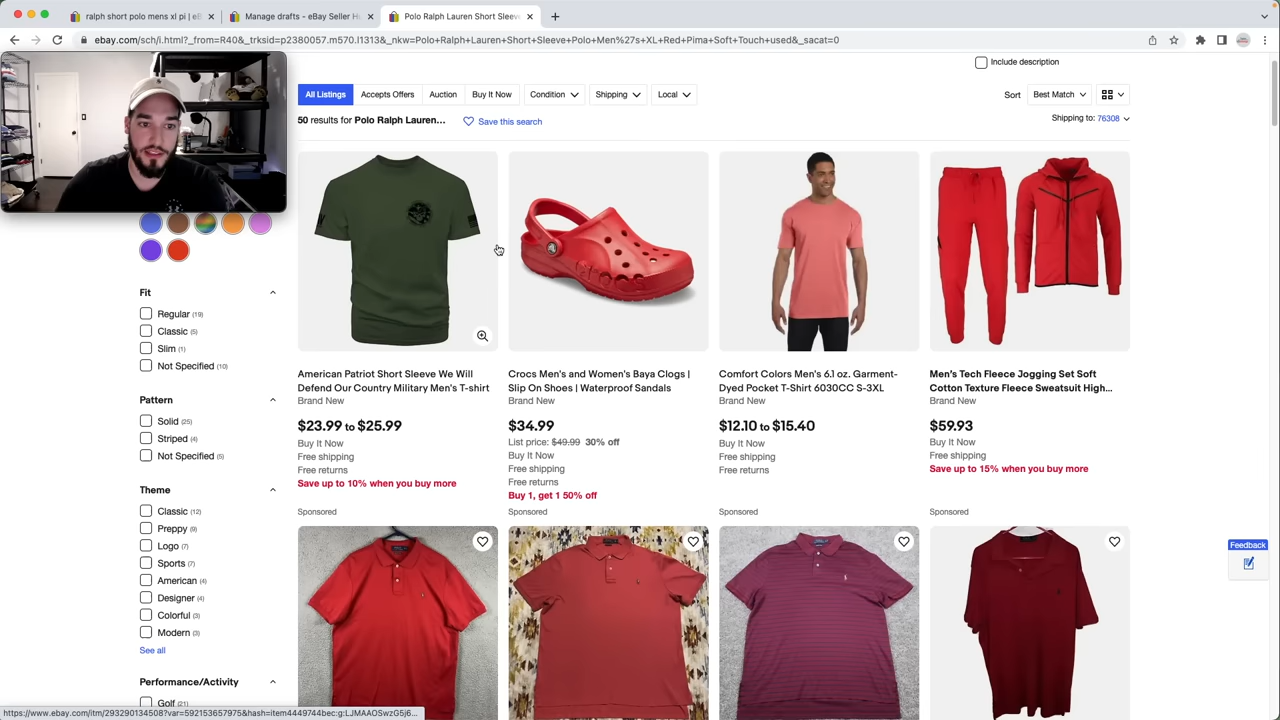 ralph short polo mens xl pi | eB
Manage drafts - eBay Seller H
Polo Ralph Lauren Short Sleeve
ebay.com/sch/i.html?_from=R40&_trksid=p2380057.m570.l1313&_nkw=Polo+Ralph+Lauren+Short+Sleeve+Polo+Men%27s+XL+Red+Pima+Soft+Touch+used&_sacat=0
Include description
All Listings
Accepts Offers
Auction
Buy It Now
Condition
Shipping
Local
Sort
Best Match
50 results for Polo Ralph Lauren...
Save this search
Shipping to: 76308
Fit
Regular (19)
Classic (5)
Slim (1)
Not Specified (10)
Pattern
Solid (25)
Striped (4)
Not Specified (5)
Theme
Classic (12)
Preppy (9)
Logo (7)
Sports (7)
American (4)
Designer (4)
Colorful (3)
Modern (3)
See all
Performance/Activity
Golf (21)
American Patriot Short Sleeve We Will
Defend Our Country Military Men's T-shirt
Brand New
$23.99 to $25.99
Buy It Now
Free shipping
Free returns
Save up to 10% when you buy more
Sponsored
crocs
Crocs Men's and Women's Baya Clogs |
Slip On Shoes | Waterproof Sandals
Brand New
$34.99
List price: $49.99 30% off
Buy It Now
Free shipping
Free returns
Buy 1, get 1 50% off
Sponsored
Comfort Colors Men's 6.1 oz. Garment-
Dyed Pocket T-Shirt 6030CC S-3XL
Brand New
$12.10 to $15.40
Buy It Now
Free shipping
Free returns
Sponsored
Men's Tech Fleece Jogging Set Soft
Cotton Texture Fleece Sweatsuit High...
Brand New
$59.93
Buy It Now
Free shipping
Save up to 15% when you buy more
Sponsored
Feedback
https://www.ebay.com/itm/293290134508?var=592153657975&hash=item4449744bec:g:LJMAAOSwzG5j6...